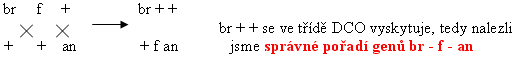 br f + br + +
br + + se ve třídě DCO vyskytuje, tedy nalezli
+ + an + f an jsme správné pořadí genů br - f - an